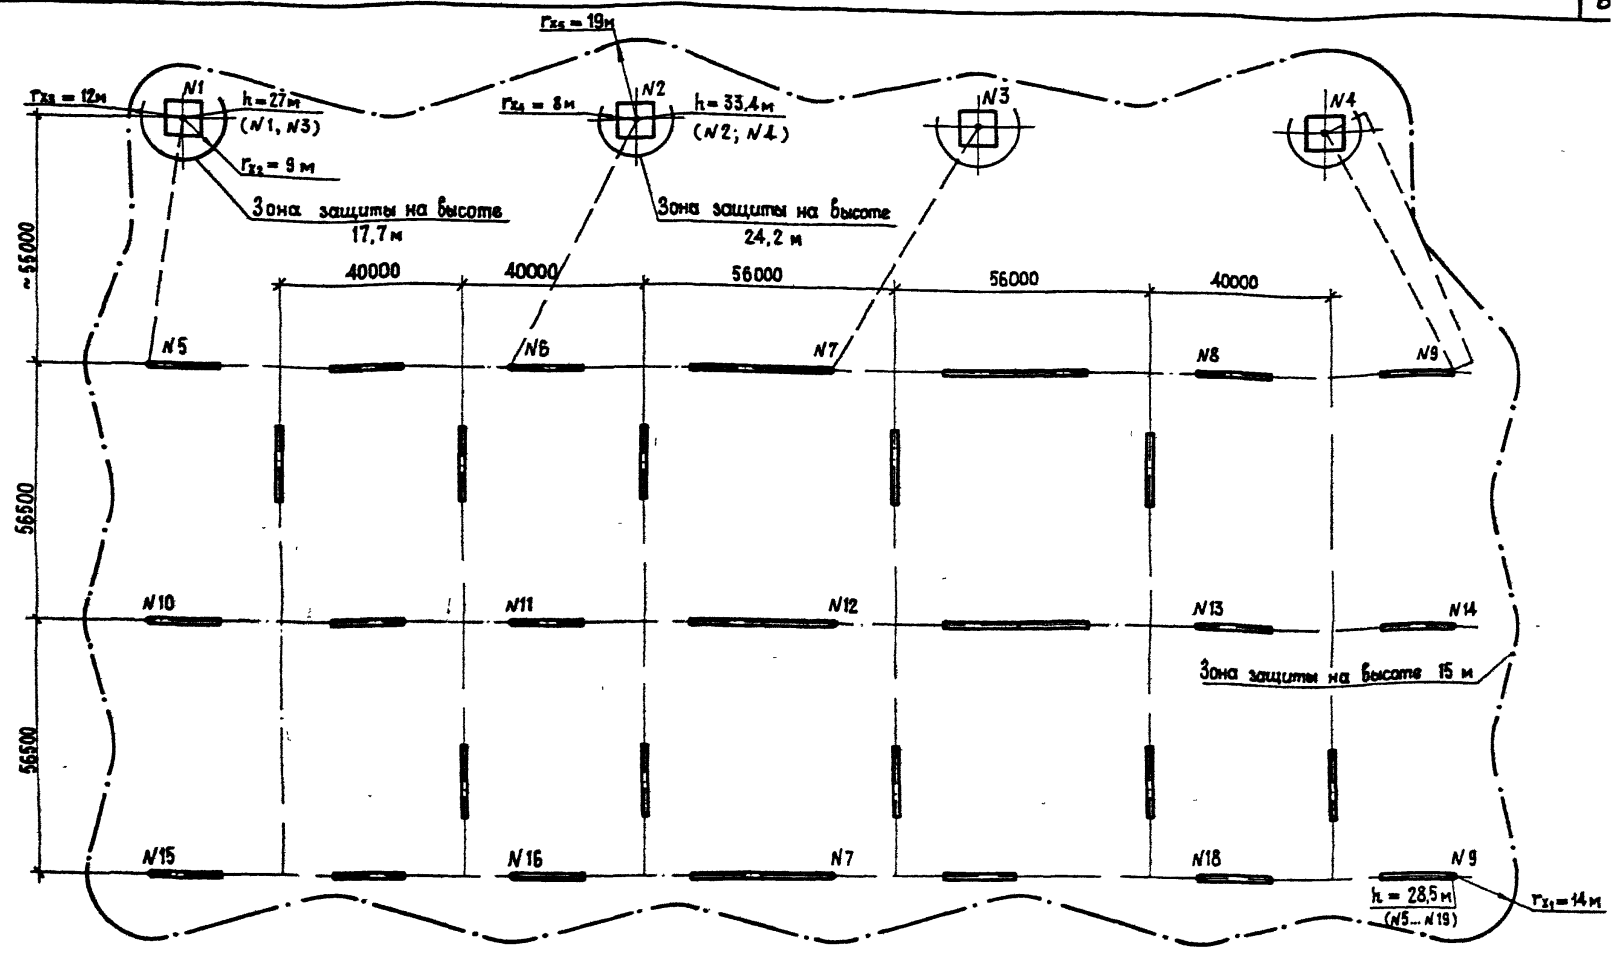 rx₅ = 19м
N1
N2
N3
N4
rx₃ = 12м
h = 27м
(N1, N3)
rx₄ = 8м
h = 33,4м
(N2; N4)
rx₂ = 9м
Зона защиты на высоте
17,7м
Зона защиты на высоте
24,2 м
~55000
40000
40000
56000
56000
40000
N5
N6
N7
N8
N9
56500
N10
N11
N12
N13
N14
Зона защиты на высоте 15 м
56500
N15
N16
N7
N18
N9
h = 28,5м
(N5...N19)
rx₁ = 14м